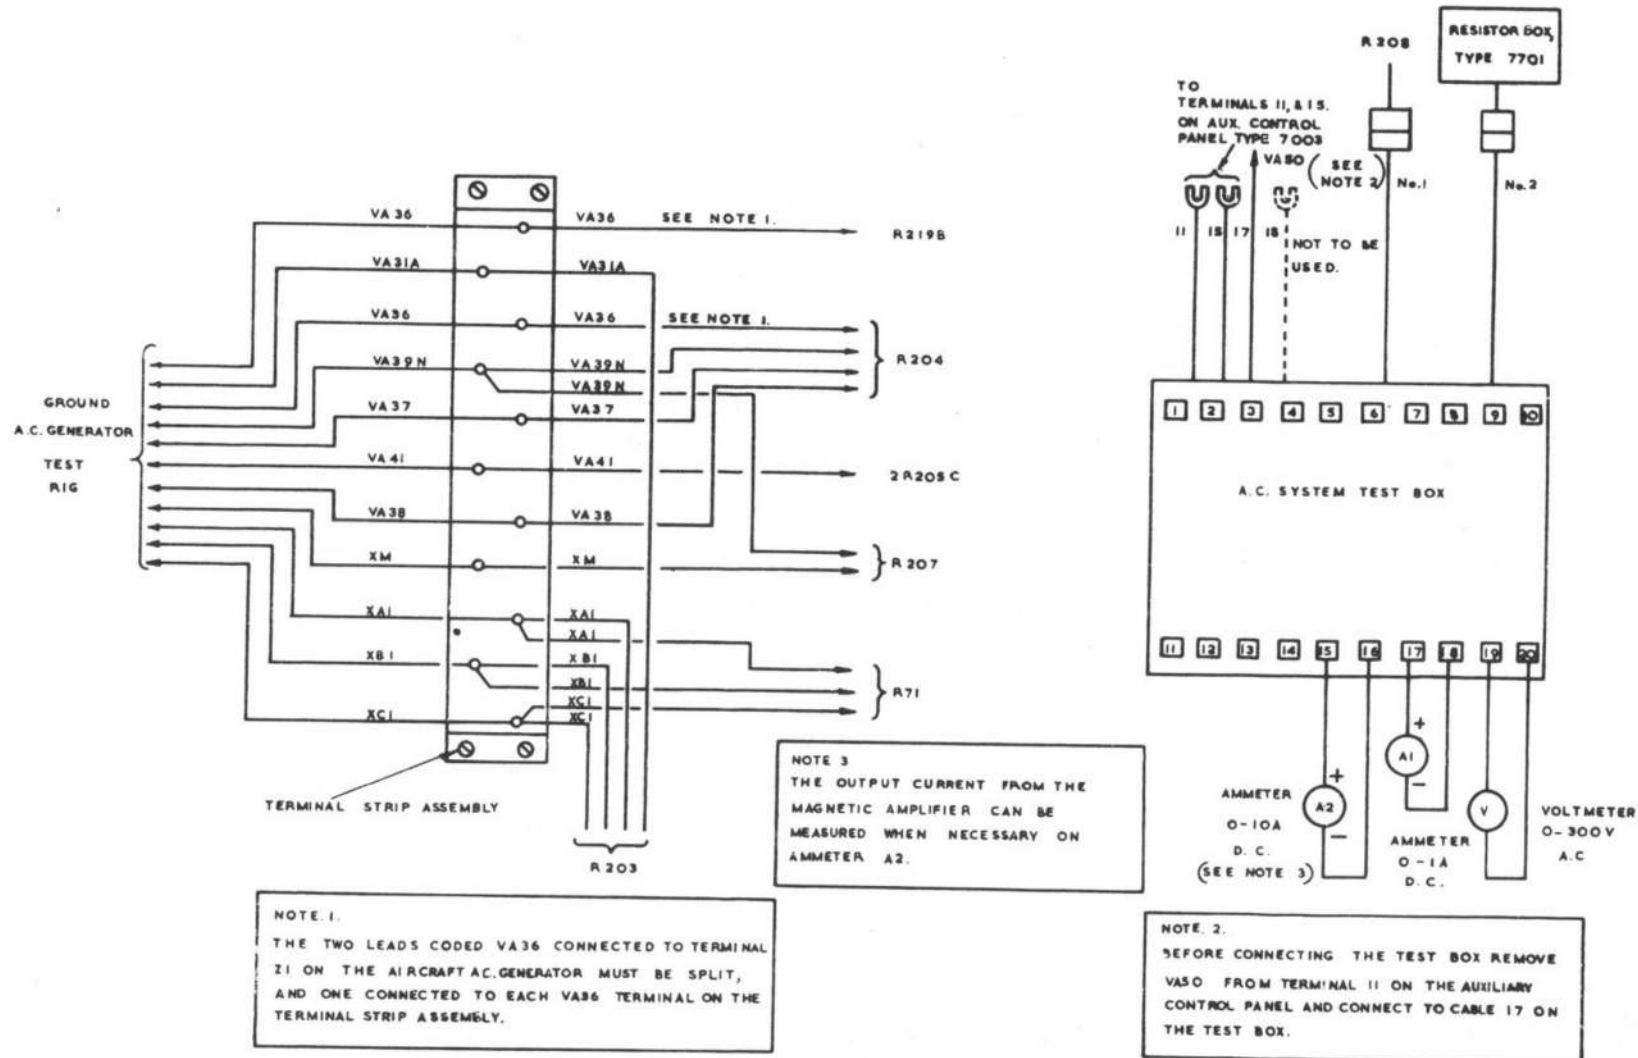 RESISTOR BOX,
TYPE 7701
R208
TO
TERMINALS 11, & 15.
ON AUX. CONTROL
PANEL TYPE 7003
VA50
(SEE
NOTE 2)
No.1
No.2
11
15
17
18
NOT TO BE
USED.
VA36
VA36
SEE NOTE 1.
R219B
VA31A
VA31A
VA36
VA36
SEE NOTE 1.
VA39N
VA39N
VA39N
R204
VA37
VA37
VA41
VA41
2R205C
VA38
VA38
XM
XM
R207
XA1
XA1
XA1
XB1
XB1
XB1
XC1
XC1
XC1
R71
GROUND
A.C. GENERATOR
TEST
RIG
TERMINAL STRIP ASSEMBLY
R203
1 2 3 4 5 6 7 8 9 10
A.C. SYSTEM TEST BOX
11 12 13 14 15 16 17 18 19 20
+
A1
−
+
A2
−
V
AMMETER
0-10A
D.C.
(SEE NOTE 3)
AMMETER
0-1A
D.C.
VOLTMETER
0-300V
A.C
NOTE 3
THE OUTPUT CURRENT FROM THE
MAGNETIC AMPLIFIER CAN BE
MEASURED WHEN NECESSARY ON
AMMETER A2.
NOTE. 1.
THE TWO LEADS CODED VA36 CONNECTED TO TERMINAL
Z1 ON THE AIRCRAFT A.C. GENERATOR MUST BE SPLIT,
AND ONE CONNECTED TO EACH VA36 TERMINAL ON THE
TERMINAL STRIP ASSEMBLY.
NOTE. 2.
BEFORE CONNECTING THE TEST BOX REMOVE
VA50 FROM TERMINAL 11 ON THE AUXILIARY
CONTROL PANEL AND CONNECT TO CABLE 17 ON
THE TEST BOX.